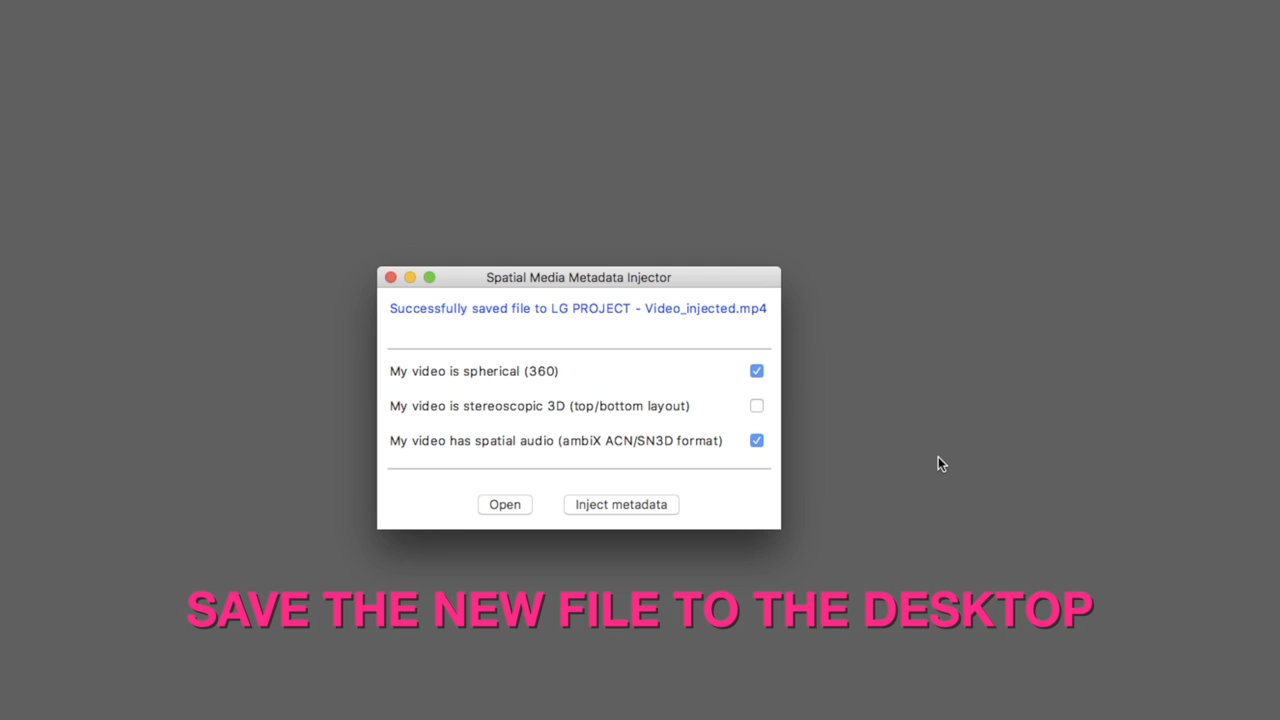 Spatial Media Metadata Injector
Successfully saved file to LG PROJECT - Video_injected.mp4
My video is spherical (360)
My video is stereoscopic 3D (top/bottom layout)
My video has spatial audio (ambiX ACN/SN3D format)
Open Inject metadata
SAVE THE NEW FILE TO THE DESKTOP